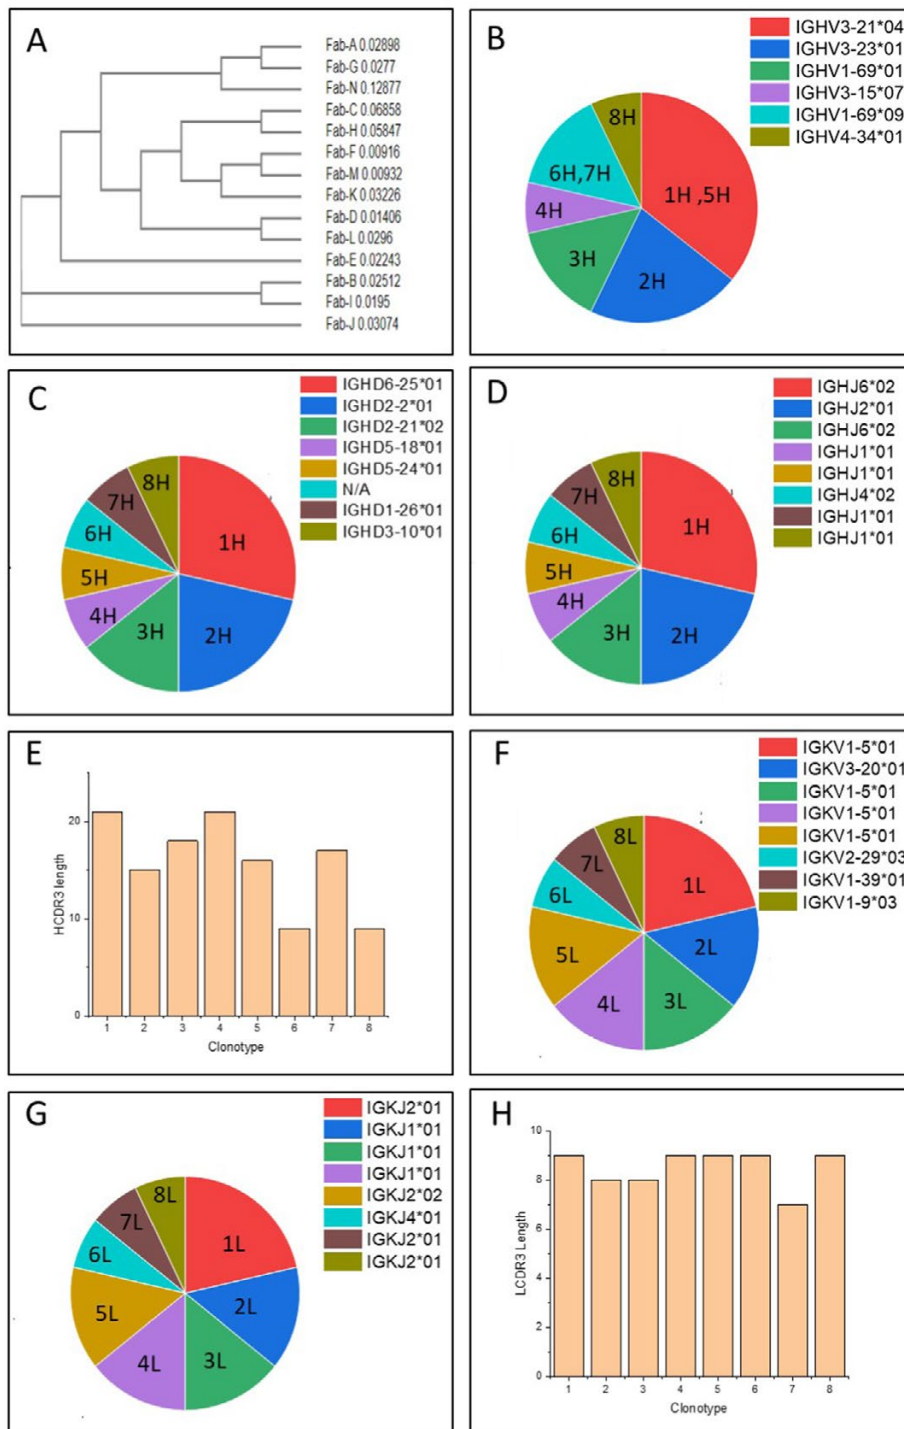 A
Fab-A 0.02898
Fab-G 0.0277
Fab-N 0.12877
Fab-C 0.06858
Fab-H 0.05847
Fab-F 0.00916
Fab-M 0.00932
Fab-K 0.03226
Fab-D 0.01406
Fab-L 0.0296
Fab-E 0.02243
Fab-B 0.02512
Fab-I 0.0195
Fab-J 0.03074
B
IGHV3-21*04
IGHV3-23*01
IGHV1-69*01
IGHV3-15*07
IGHV1-69*09
IGHV4-34*01
8H
6H,7H
1H ,5H
4H
3H
2H
C
IGHD6-25*01
IGHD2-2*01
IGHD2-21*02
IGHD5-18*01
IGHD5-24*01
N/A
IGHD1-26*01
IGHD3-10*01
8H
7H
6H
1H
5H
4H
3H
2H
D
IGHJ6*02
IGHJ2*01
IGHJ6*02
IGHJ1*01
IGHJ1*01
IGHJ4*02
IGHJ1*01
IGHJ1*01
8H
7H
6H
1H
5H
4H
3H
2H
E
HCDR3 length
20
10
0
1 2 3 4 5 6 7 8
Clonotype
F
IGKV1-5*01
IGKV3-20*01
IGKV1-5*01
IGKV1-5*01
IGKV1-5*01
IGKV2-29*03
IGKV1-39*01
IGKV1-9*03
8L
7L
6L
1L
5L
2L
4L
3L
G
IGKJ2*01
IGKJ1*01
IGKJ1*01
IGKJ1*01
IGKJ2*02
IGKJ4*01
IGKJ2*01
IGKJ2*01
8L
7L
6L
1L
5L
2L
4L
3L
H
LCDR3 Length
10
8
6
4
2
0
1 2 3 4 5 6 7 8
Clonotype